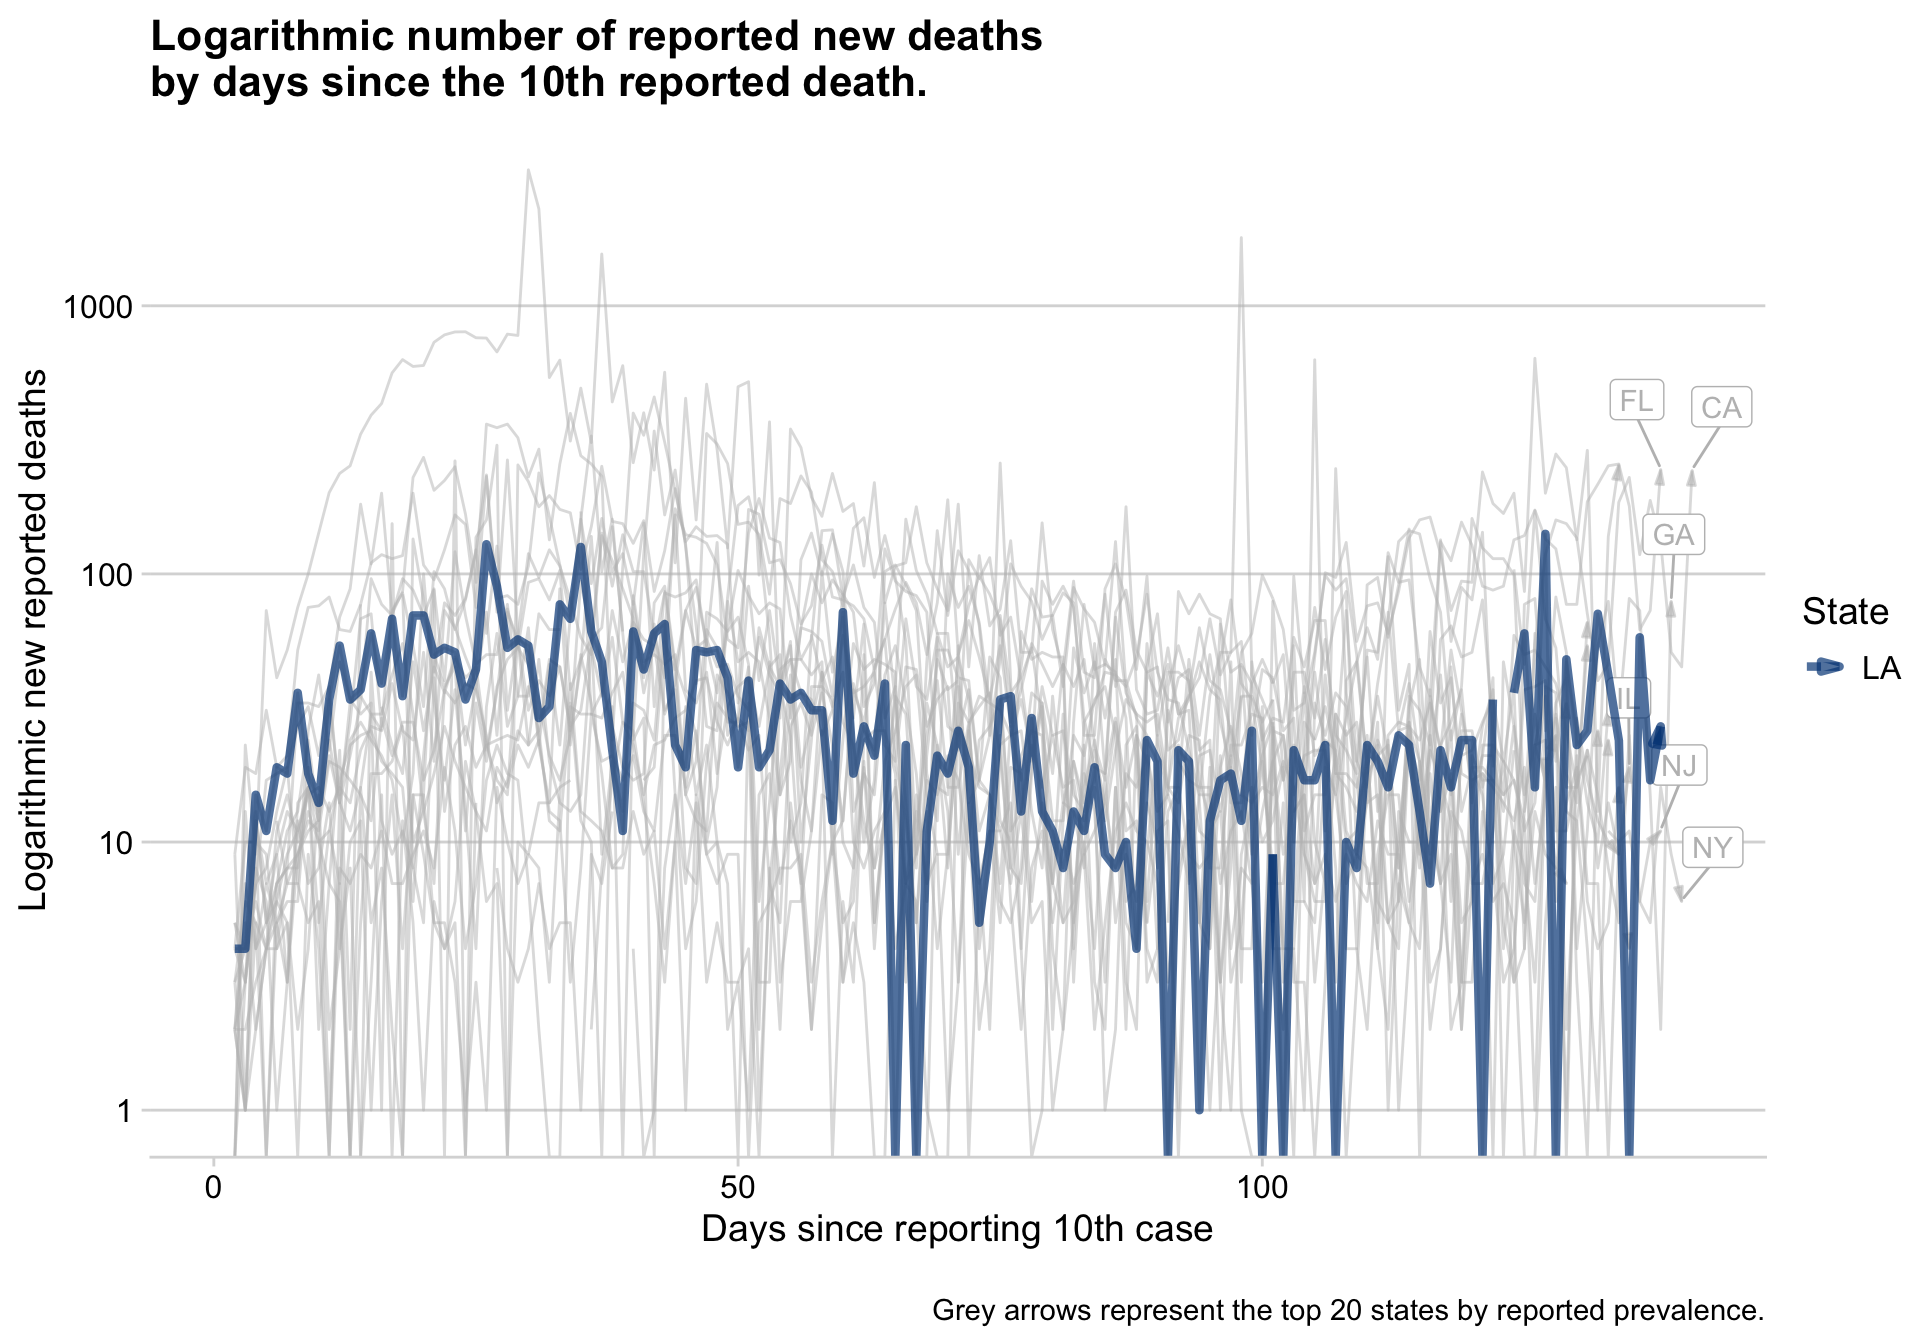 Logarithmic number of reported new deaths
by days since the 10th reported death.
Logarithmic new reported deaths
1000
100
10
1
0
50
100
Days since reporting 10th case
FL
CA
GA
IL
NJ
NY
State
LA
Grey arrows represent the top 20 states by reported prevalence.